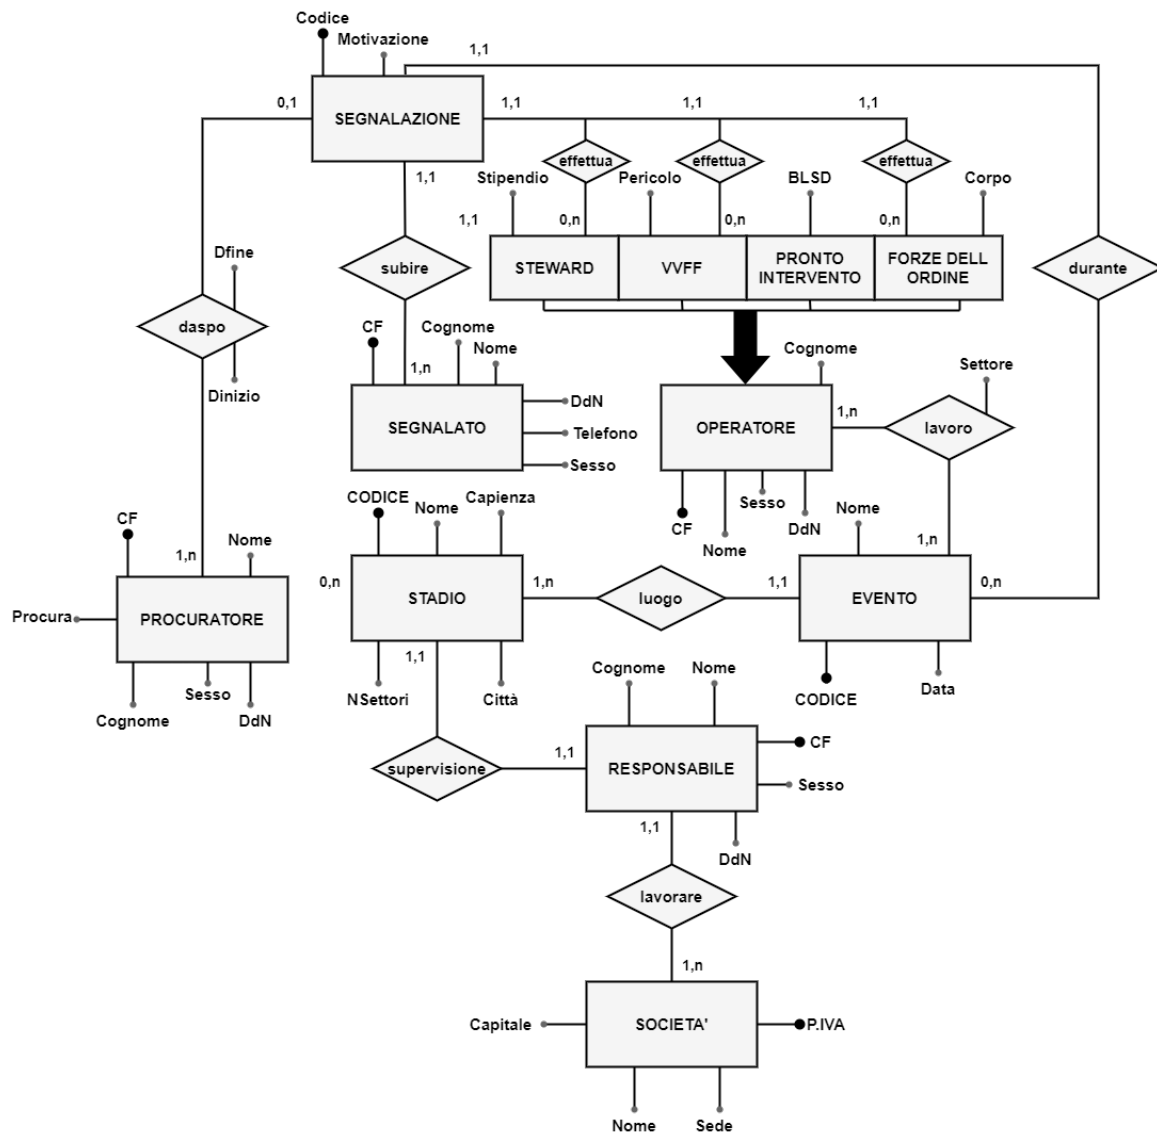 Codice
Motivazione
1,1
0,1
SEGNALAZIONE
1,1
1,1
1,1
effettua
effettua
effettua
1,1
Stipendio
Pericolo
BLSD
Corpo
1,1
0,n
0,n
0,n
Dfine
subire
STEWARD
VVFF
PRONTO
INTERVENTO
FORZE DELL
ORDINE
durante
daspo
CF
Cognome
Nome
Cognome
Settore
1,n
Dinizio
DdN
SEGNALATO
Telefono
Sesso
OPERATORE
1,n
lavoro
CODICE
Nome
Capienza
Sesso
CF
DdN
Nome
Nome
CF
Nome
1,n
1,n
0,n
STADIO
1,n
luogo
1,1
EVENTO
0,n
Procura
PROCURATORE
1,1
Sesso
Cognome
DdN
NSettori
Città
Cognome
Nome
CODICE
Data
CF
supervisione
1,1
RESPONSABILE
Sesso
1,1
DdN
lavorare
1,n
Capitale
SOCIETA'
P.IVA
Nome
Sede